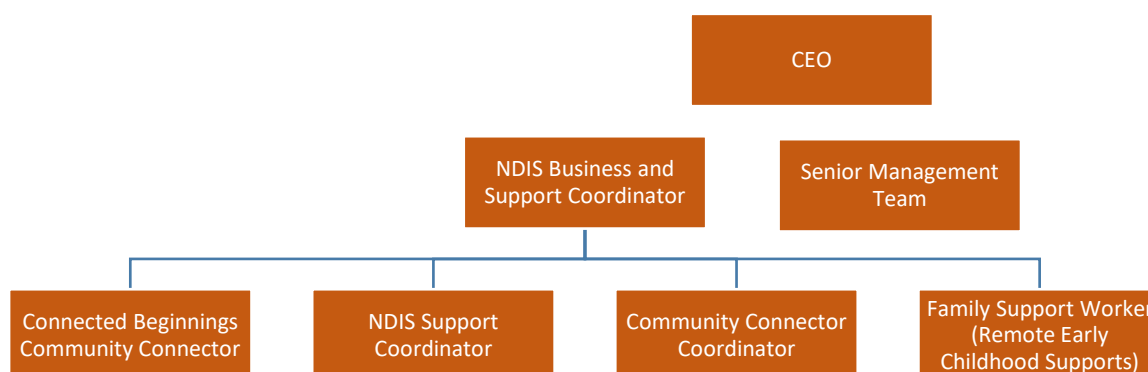 CEO
NDIS Business and
Support Coordinator
Senior Management
Team
Connected Beginnings
Community Connector
NDIS Support
Coordinator
Community Connector
Coordinator
Family Support Worker
(Remote Early
Childhood Supports)